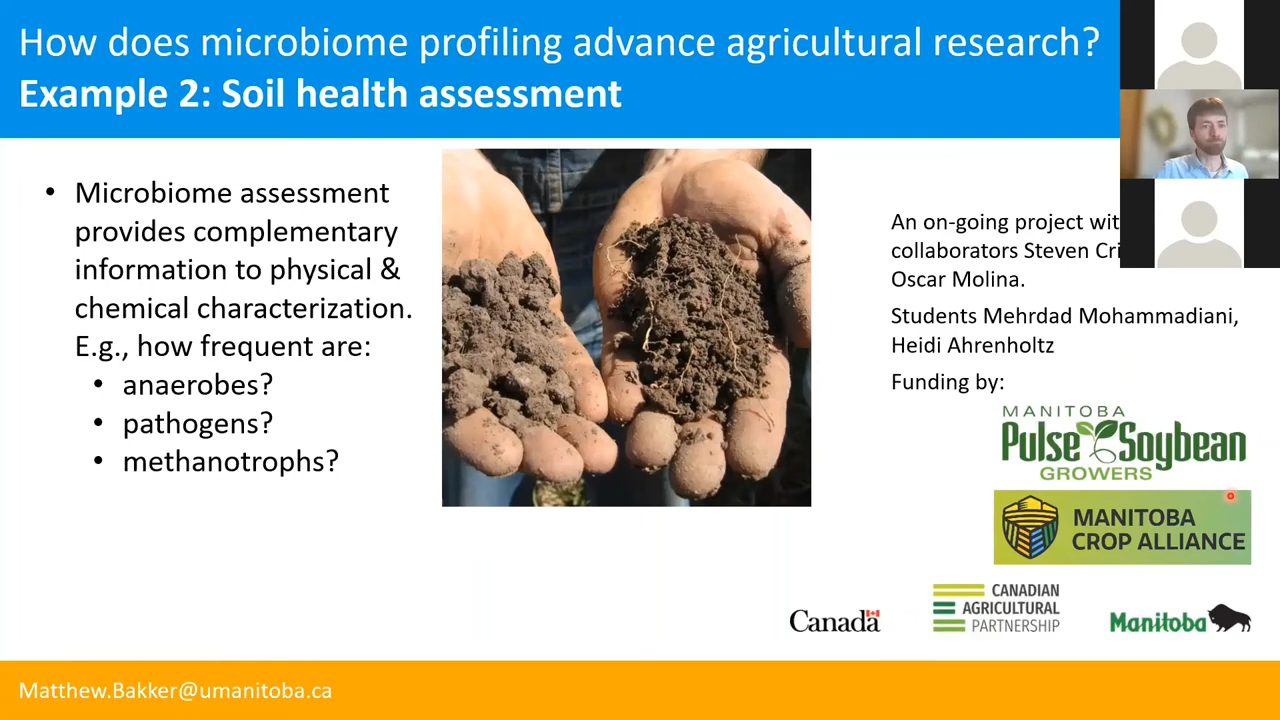 How does microbiome profiling advance agricultural research?
Example 2: Soil health assessment
• Microbiome assessment
provides complementary
information to physical &
chemical characterization.
E.g., how frequent are:
• anaerobes?
• pathogens?
• methanotrophs?
An on-going project
collaborators Steven
Oscar Molina.
Students Mehrdad Mohammadiani,
Heidi Ahrenholtz
Funding by:
MANITOBA
Pulse Soybean
GROWERS
MANITOBA
CROP ALLIANCE
Canada
CANADIAN
AGRICULTURAL
PARTNERSHIP
Manitoba
Matthew.Bakker@umanitoba.ca